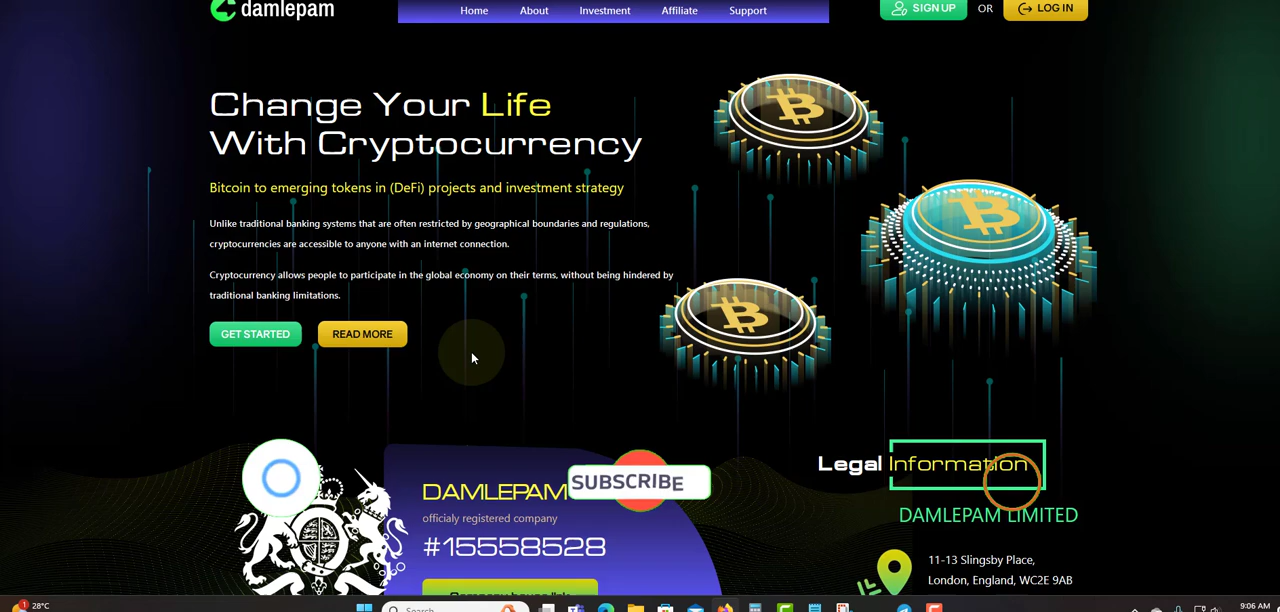 damlepam
Home About Investment Affiliate Support
SIGN UP OR LOG IN
Change Your Life
With Cryptocurrency
Bitcoin to emerging tokens in (DeFi) projects and investment strategy
Unlike traditional banking systems that are often restricted by geographical boundaries and regulations,
cryptocurrencies are accessible to anyone with an internet connection.
Cryptocurrency allows people to participate in the global economy on their terms, without being hindered by
traditional banking limitations.
GET STARTED READ MORE
Legal Information
DAMLEPAM
SUBSCRIBE
officialy registered company
#15558528
DAMLEPAM LIMITED
11-13 Slingsby Place,
London, England, WC2E 9AB
1
28°C
Search
9:06 AM